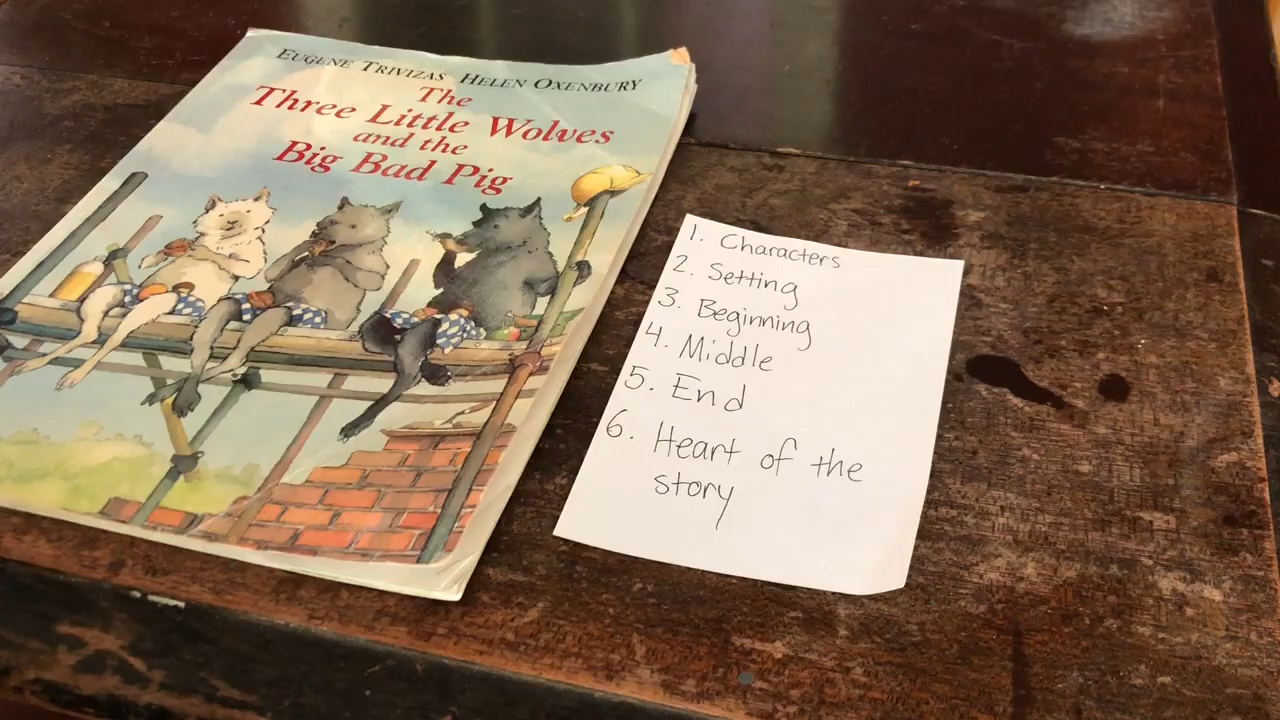 EUGENE TRIVIZAS HELEN OXENBURY
The
Three Little Wolves
and the
Big Bad Pig
1. Characters
2. Setting
3. Beginning
4. Middle
5. End
6. Heart of the
story